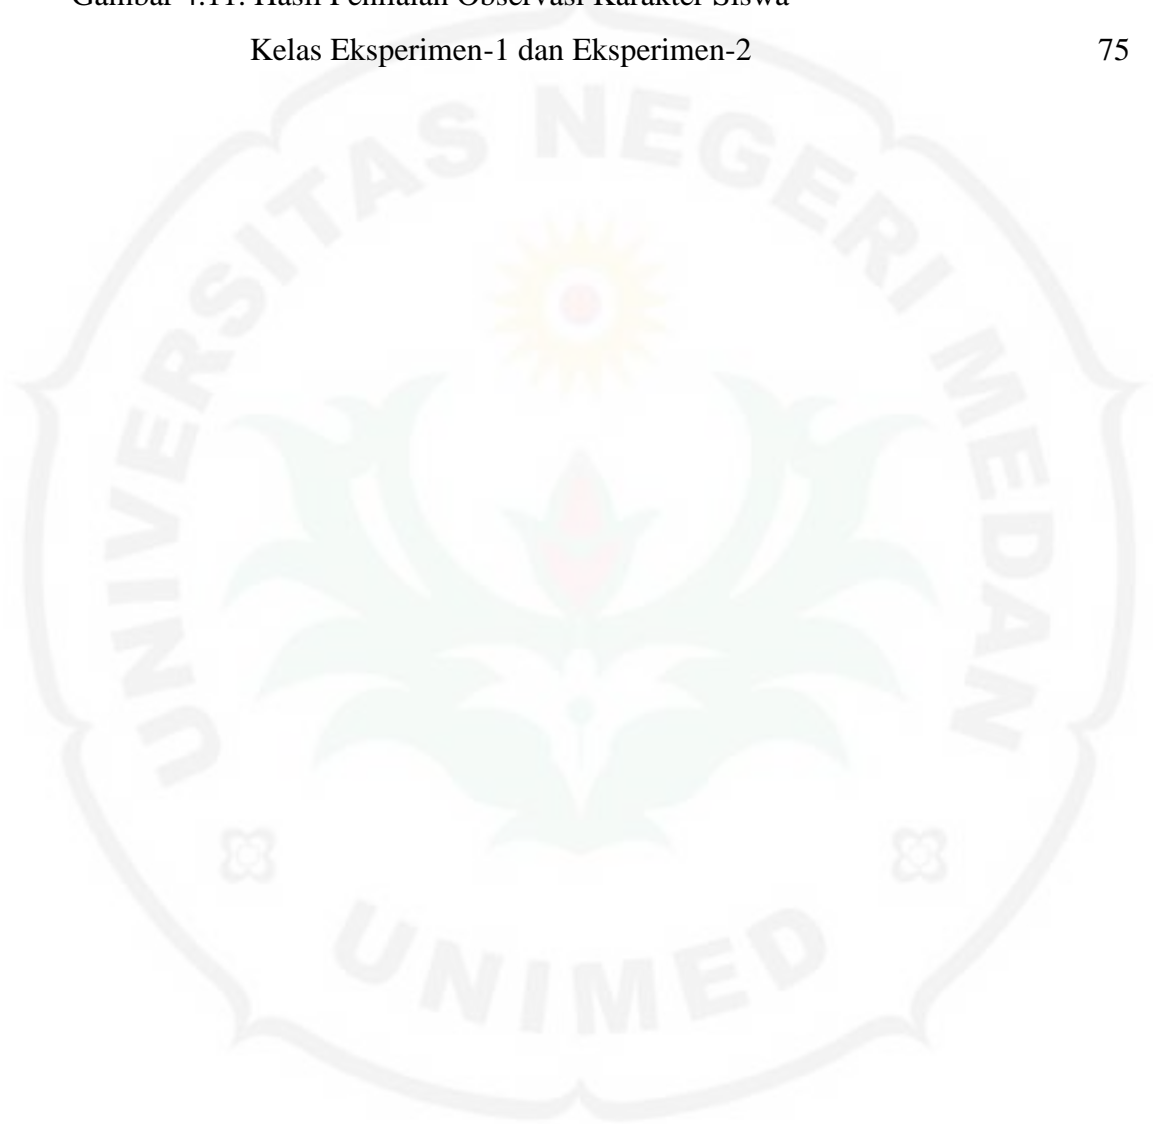 Gambar 4.11. Hasil Penilaian Observasi Karakter Siswa
Kelas Eksperimen-1 dan Eksperimen-2 75
UNIVERSITAS NEGERI MEDAN
UNIMED